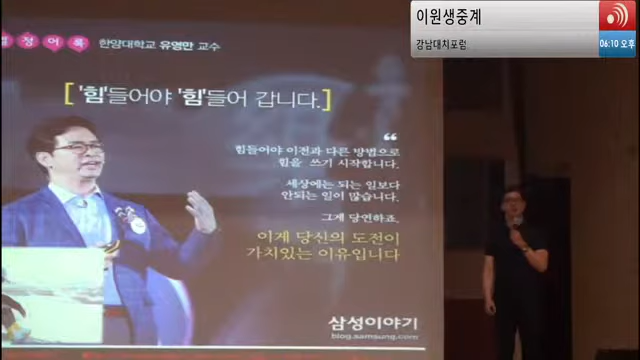 이원생중계
강남대치포럼
06:10 오후
열정어록 한양대학교 유영만 교수
['힘'들어야 '힘'들어 갑니다.]
“
힘들어야 이전과 다른 방법으로
힘을 쓰기 시작합니다.
세상에는 되는 일보다
안되는 일이 많습니다.
그게 당연하죠.
이게 당신의 도전이
가치있는 이유입니다
삼성이야기
blog.samsung.com